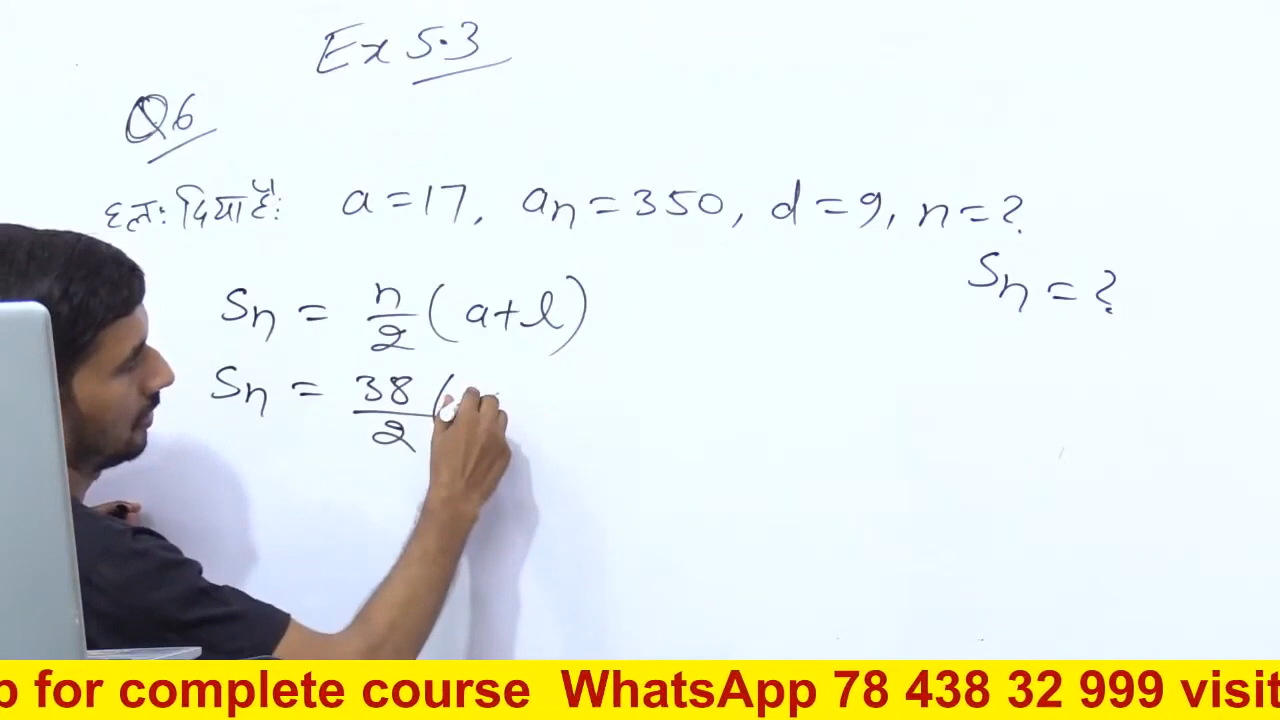 Ex 5.3
Q6
हलः दिया हैः a=17, an=350, d=9, n=?
Sn=?
Sn = n/2 (a+l)
Sn = 38/2 (
p for complete course WhatsApp 78 438 32 999 visit